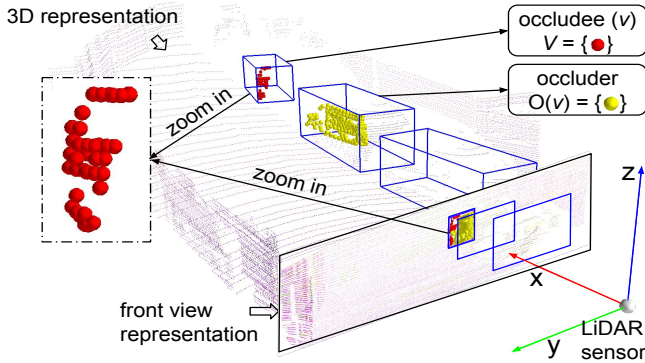 3D representation
occludee (v)
V = { }
occluder
O(v) = { }
zoom in
zoom in
z
x
front view
representation
y
LiDAR
sensor